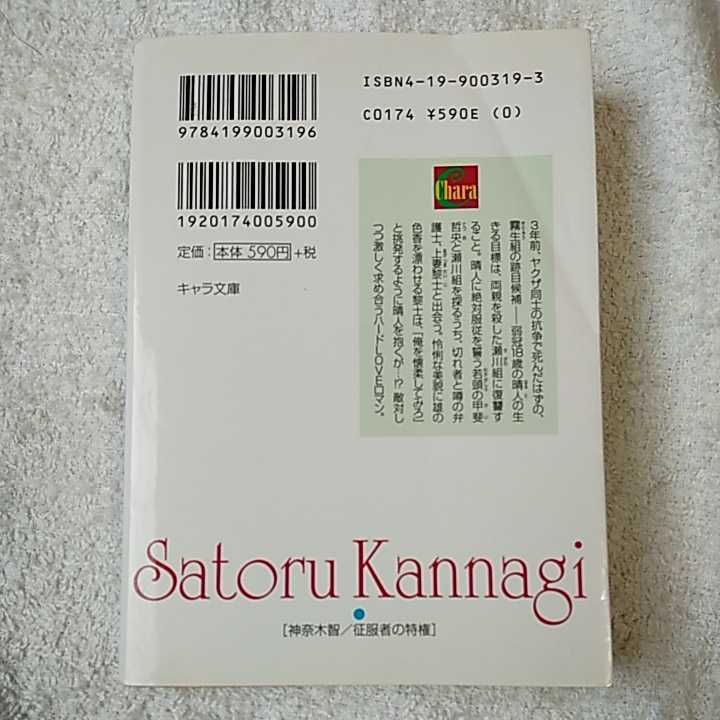 9784199003196
1920174005900
定価：本体590円+税
キャラ文庫
ISBN4-19-900319-3
C0174 ¥590E (0)
Chara
3年前、ヤクザ同士の抗争で死んだはずの、
霧生組の跡目候補──弱冠18歳の晴人の生
きる目標は、両親を殺した瀬川組に復讐す
ること。晴人に絶対服従を誓う若頭の甲斐
哲史と瀬川組を探るうち、切れ者と噂の弁
護士、上妻黎士と出会う。怜悧な美貌に雄の
色香を漂わせる黎士は、「俺を懐柔してみろ」
と挑発するように晴人を抱くが…!? 敵対し
つつ激しく求め合うハードLOVEロマン。
Satoru Kannagi
[神奈木智／征服者の特権]